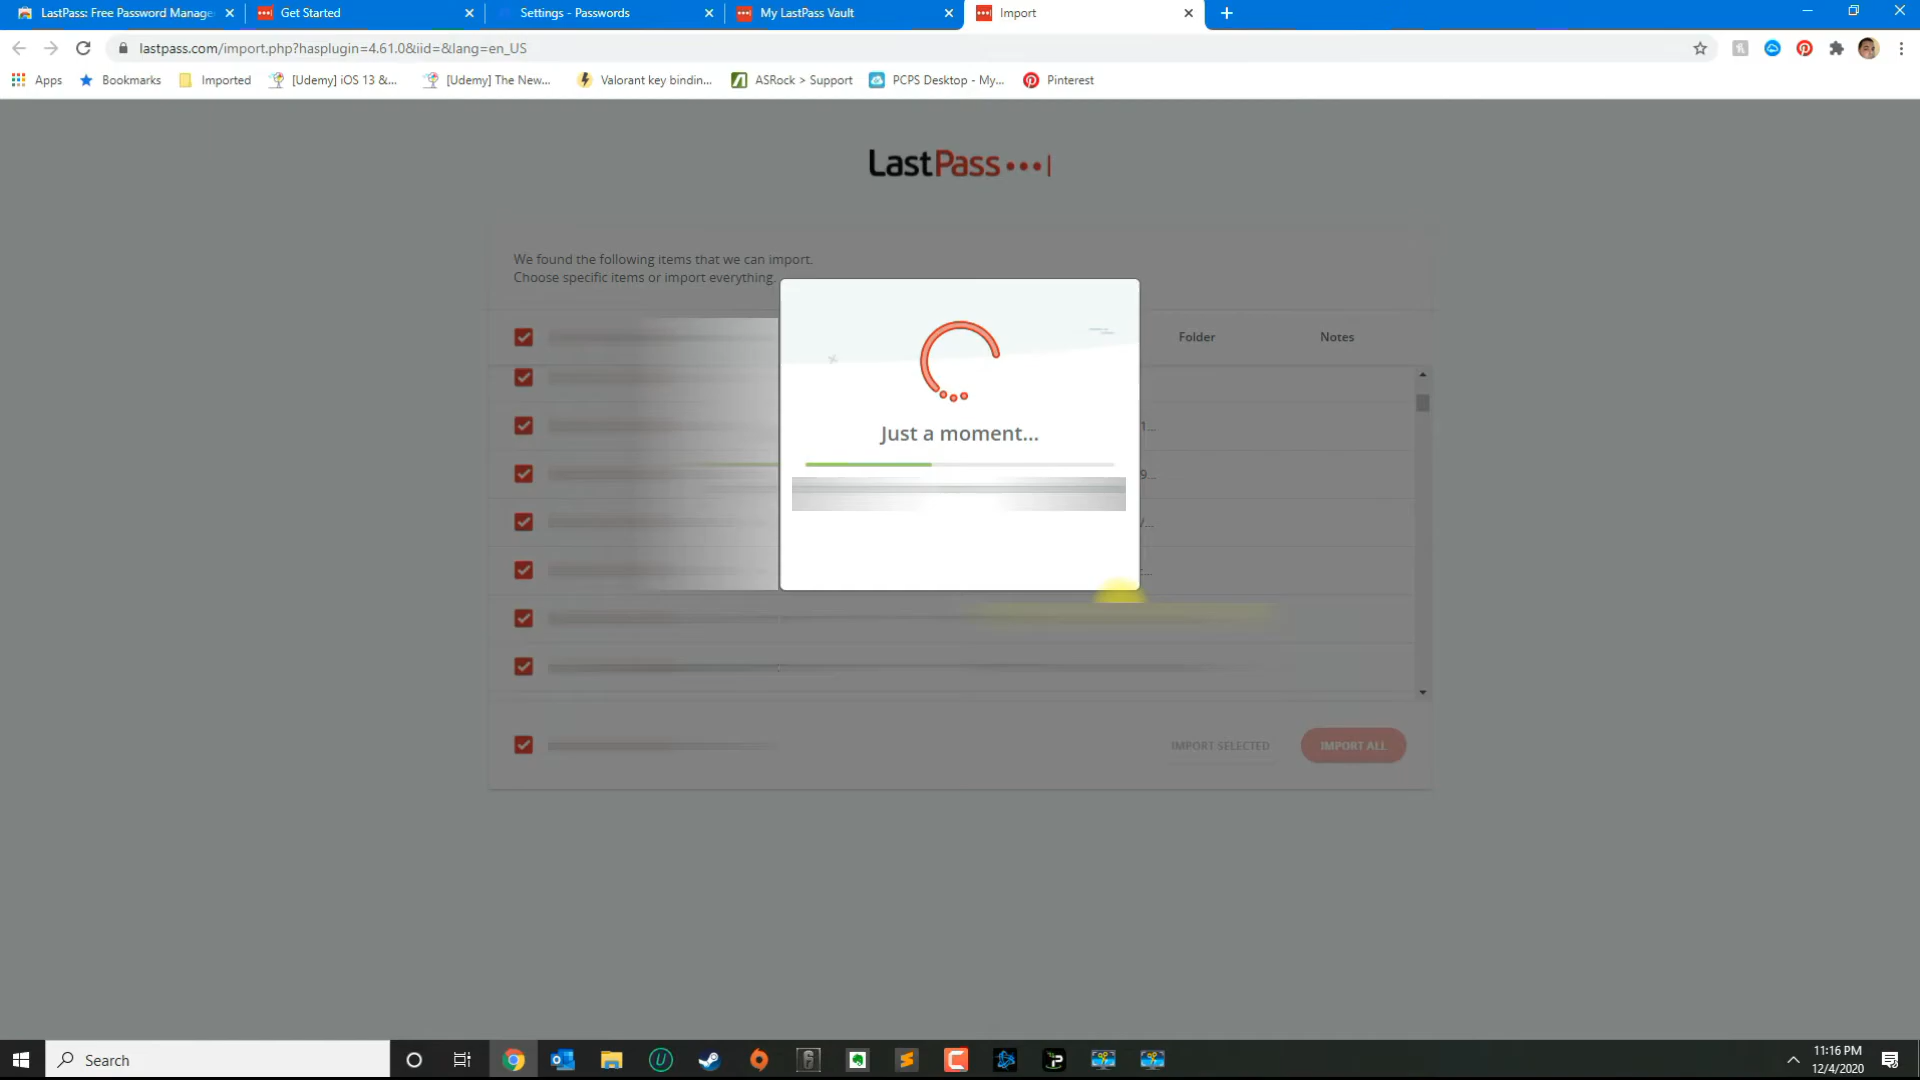 LastPass: Free Password Manage
Get Started
Settings - Passwords
My LastPass Vault
Import
lastpass.com/import.php?hasplugin=4.61.0&iid=&lang=en_US
Apps
Bookmarks
Imported
[Udemy] iOS 13 &...
[Udemy] The New...
Valorant key bindin...
ASRock > Support
PCPS Desktop - My...
Pinterest
LastPass
We found the following items that we can import.
Choose specific items or import everything.
Folder
Notes
1...
9...
/...
Just a moment...
IMPORT SELECTED
IMPORT ALL
Search
11:16 PM
12/4/2020